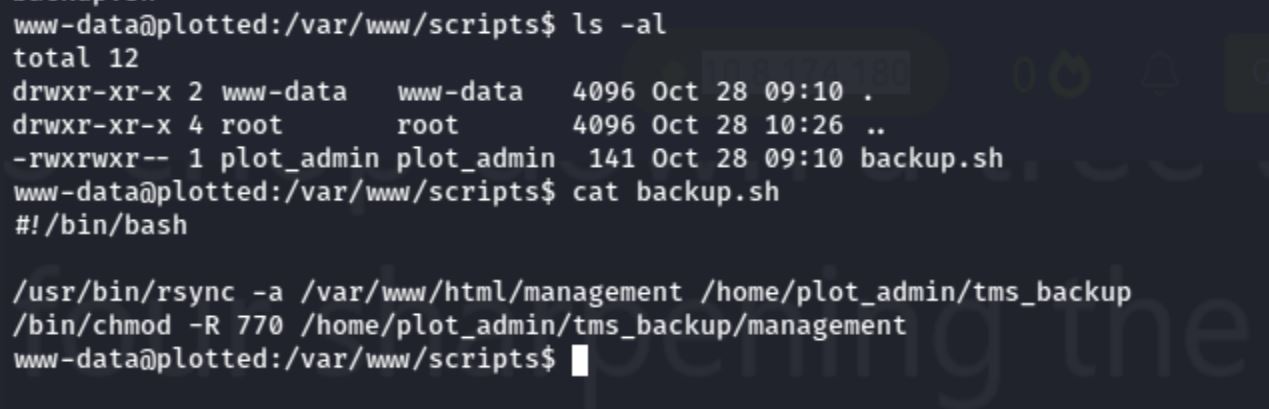 www-data@plotted:/var/www/scripts$ ls -al
total 12
drwxr-xr-x 2 www-data   www-data   4096 Oct 28 09:10 .
drwxr-xr-x 4 root       root       4096 Oct 28 10:26 ..
-rwxrwxr-- 1 plot_admin plot_admin  141 Oct 28 09:10 backup.sh
www-data@plotted:/var/www/scripts$ cat backup.sh
#!/bin/bash

/usr/bin/rsync -a /var/www/html/management /home/plot_admin/tms_backup
/bin/chmod -R 770 /home/plot_admin/tms_backup/management
www-data@plotted:/var/www/scripts$